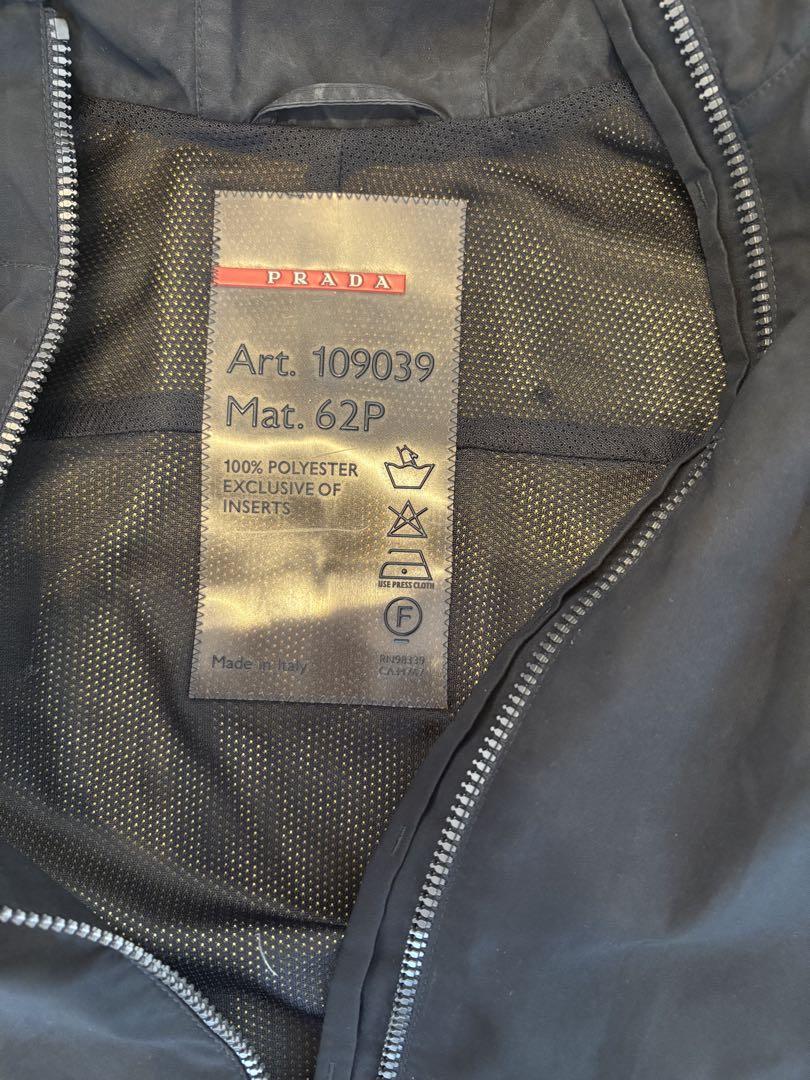 PRADA
Art. 109039
Mat. 62P
100% POLYESTER
EXCLUSIVE OF
INSERTS
USE PRESS CLOTH
F
Made in Italy
RN98339